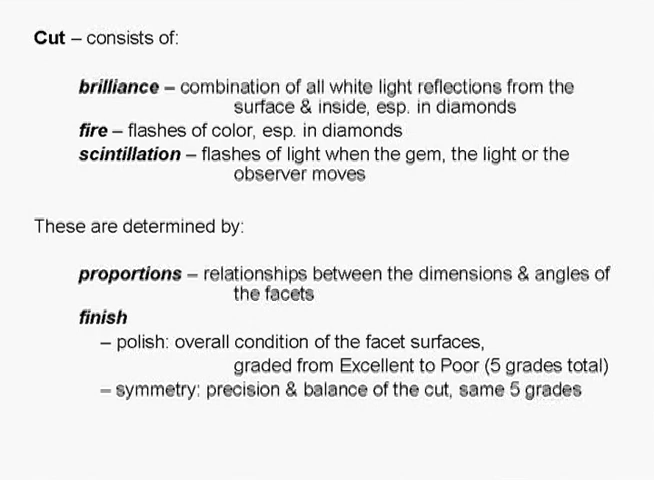 Cut – consists of:
brilliance – combination of all white light reflections from the
surface & inside, esp. in diamonds
fire – flashes of color, esp. in diamonds
scintillation – flashes of light when the gem, the light or the
observer moves
These are determined by:
proportions – relationships between the dimensions & angles of
the facets
finish
– polish: overall condition of the facet surfaces,
graded from Excellent to Poor (5 grades total)
– symmetry: precision & balance of the cut, same 5 grades